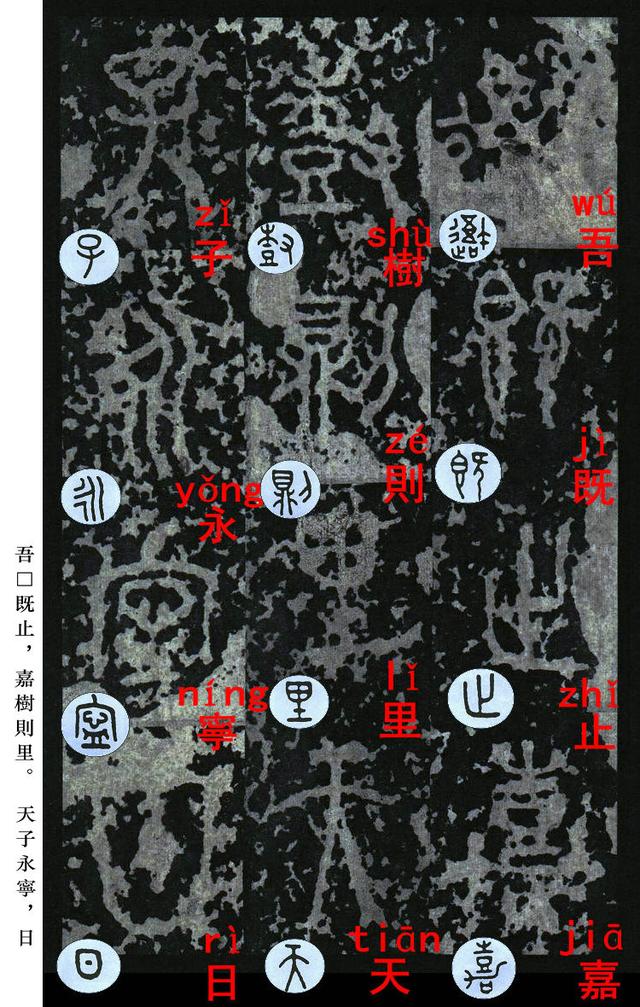 wú
吾
jì
既
zhǐ
止
jiā
嘉
shù
樹
zé
則
lǐ
里
tiān
天
zǐ
子
yǒng
永
níng
寧
rì
日
吾□既止，嘉樹則里。 天子永寧，日